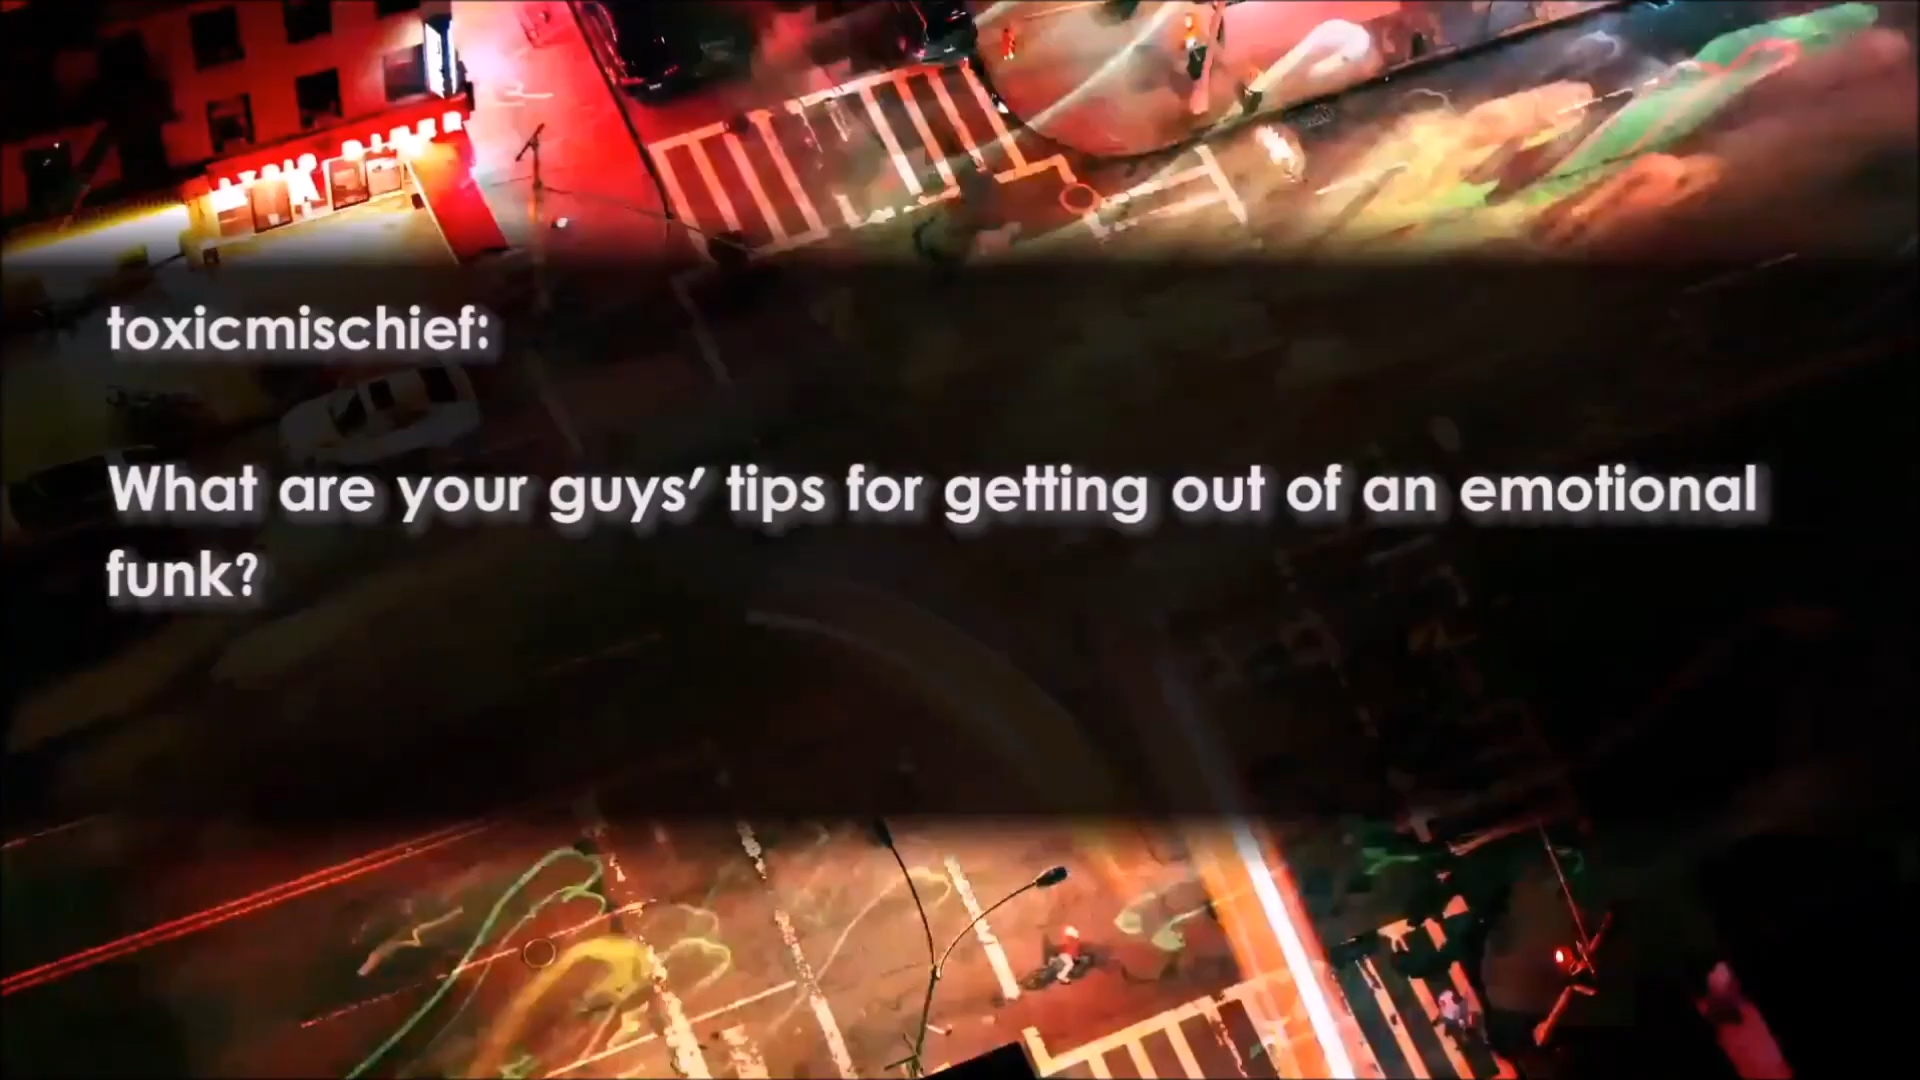 toxicmischief:
What are your guys' tips for getting out of an emotional
funk?